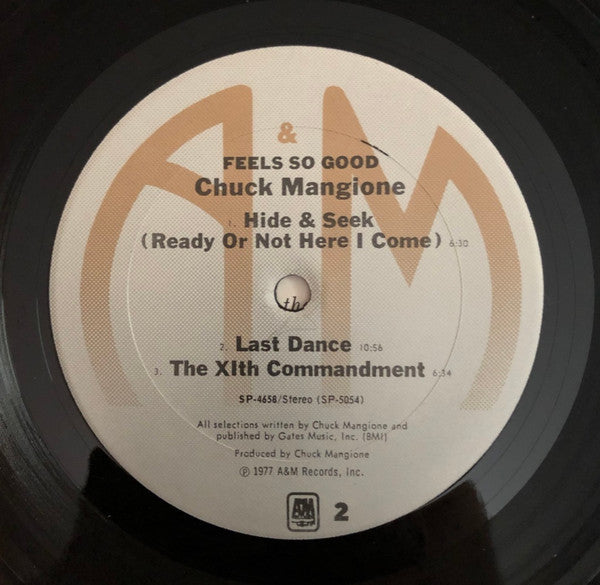 A&M
FEELS SO GOOD
Chuck Mangione
1. Hide & Seek
(Ready Or Not Here I Come) 6:30
th
2. Last Dance 10:56
3. The XIth Commandment 6:34
SP-4658/Stereo (SP-5054)
All selections written by Chuck Mangione and
published by Gates Music, Inc. (BMI)
Produced by Chuck Mangione
℗ 1977 A&M Records, Inc.
A&M 2